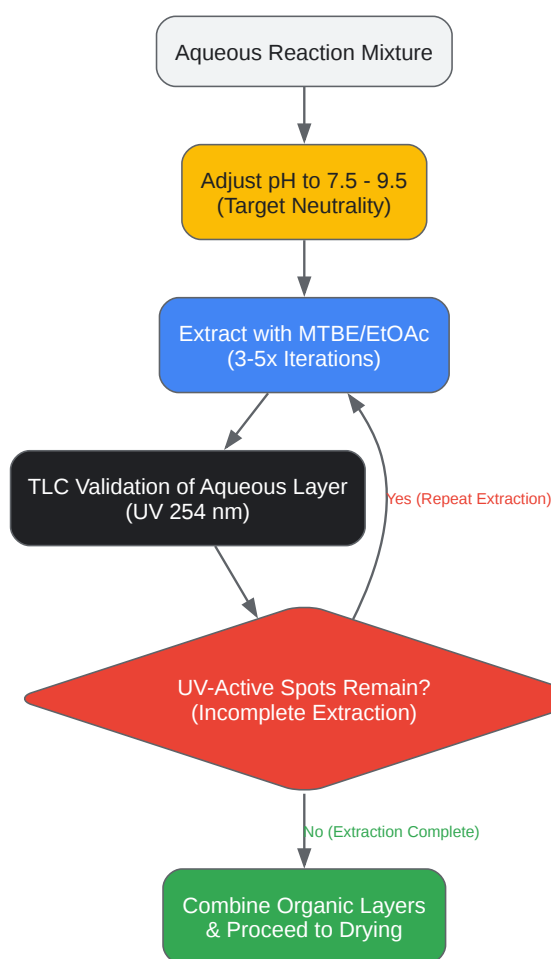 Aqueous Reaction Mixture
Adjust pH to 7.5 - 9.5
(Target Neutrality)
Extract with MTBE/EtOAc
(3-5x Iterations)
TLC Validation of Aqueous Layer
(UV 254 nm)
Yes (Repeat Extraction)
UV-Active Spots Remain?
(Incomplete Extraction)
No (Extraction Complete)
Combine Organic Layers
& Proceed to Drying